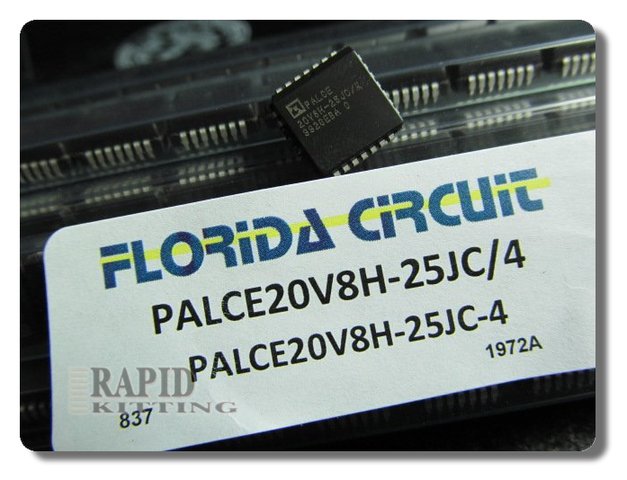 PALCE
20V8H-25JC/4
FLORIDA CIRCUIT
PALCE20V8H-25JC/4
PALCE20V8H-25JC-4
1972A
RAPID
KITTING
837